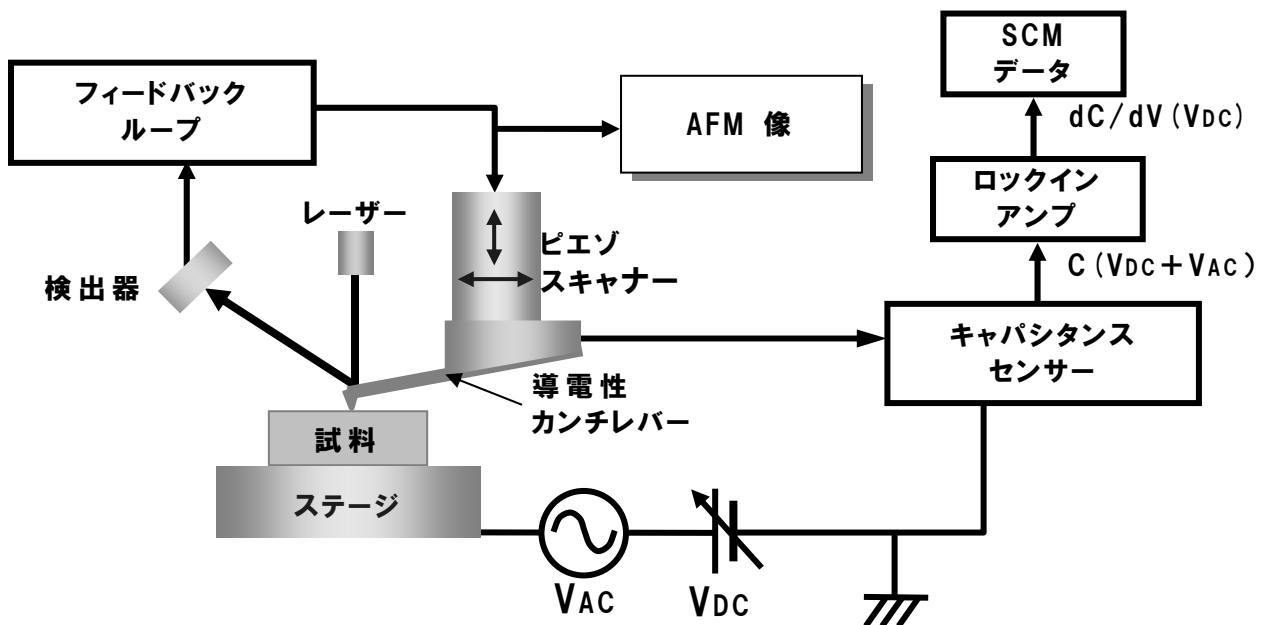 SCM
データ
フィードバック
ループ
AFM 像
dC/dV(VDC)
ロックイン
アンプ
レーザー
ピエゾ
スキャナー
検出器
C(VDC+VAC)
キャパシタンス
センサー
導電性
カンチレバー
試料
ステージ
VAC
VDC